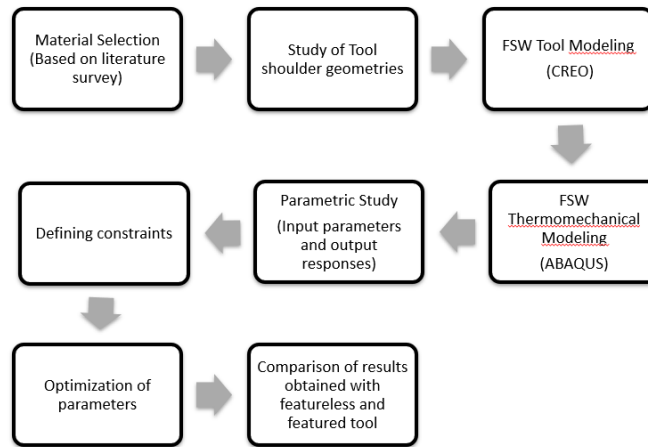 Material Selection
(Based on literature
survey)
Study of Tool
shoulder geometries
FSW Tool Modeling
(CREO)
FSW
Thermomechanical
Modeling
(ABAQUS)
Parametric Study
(Input parameters
and output
responses)
Defining constraints
Optimization of
parameters
Comparison of results
obtained with
featureless and
featured tool